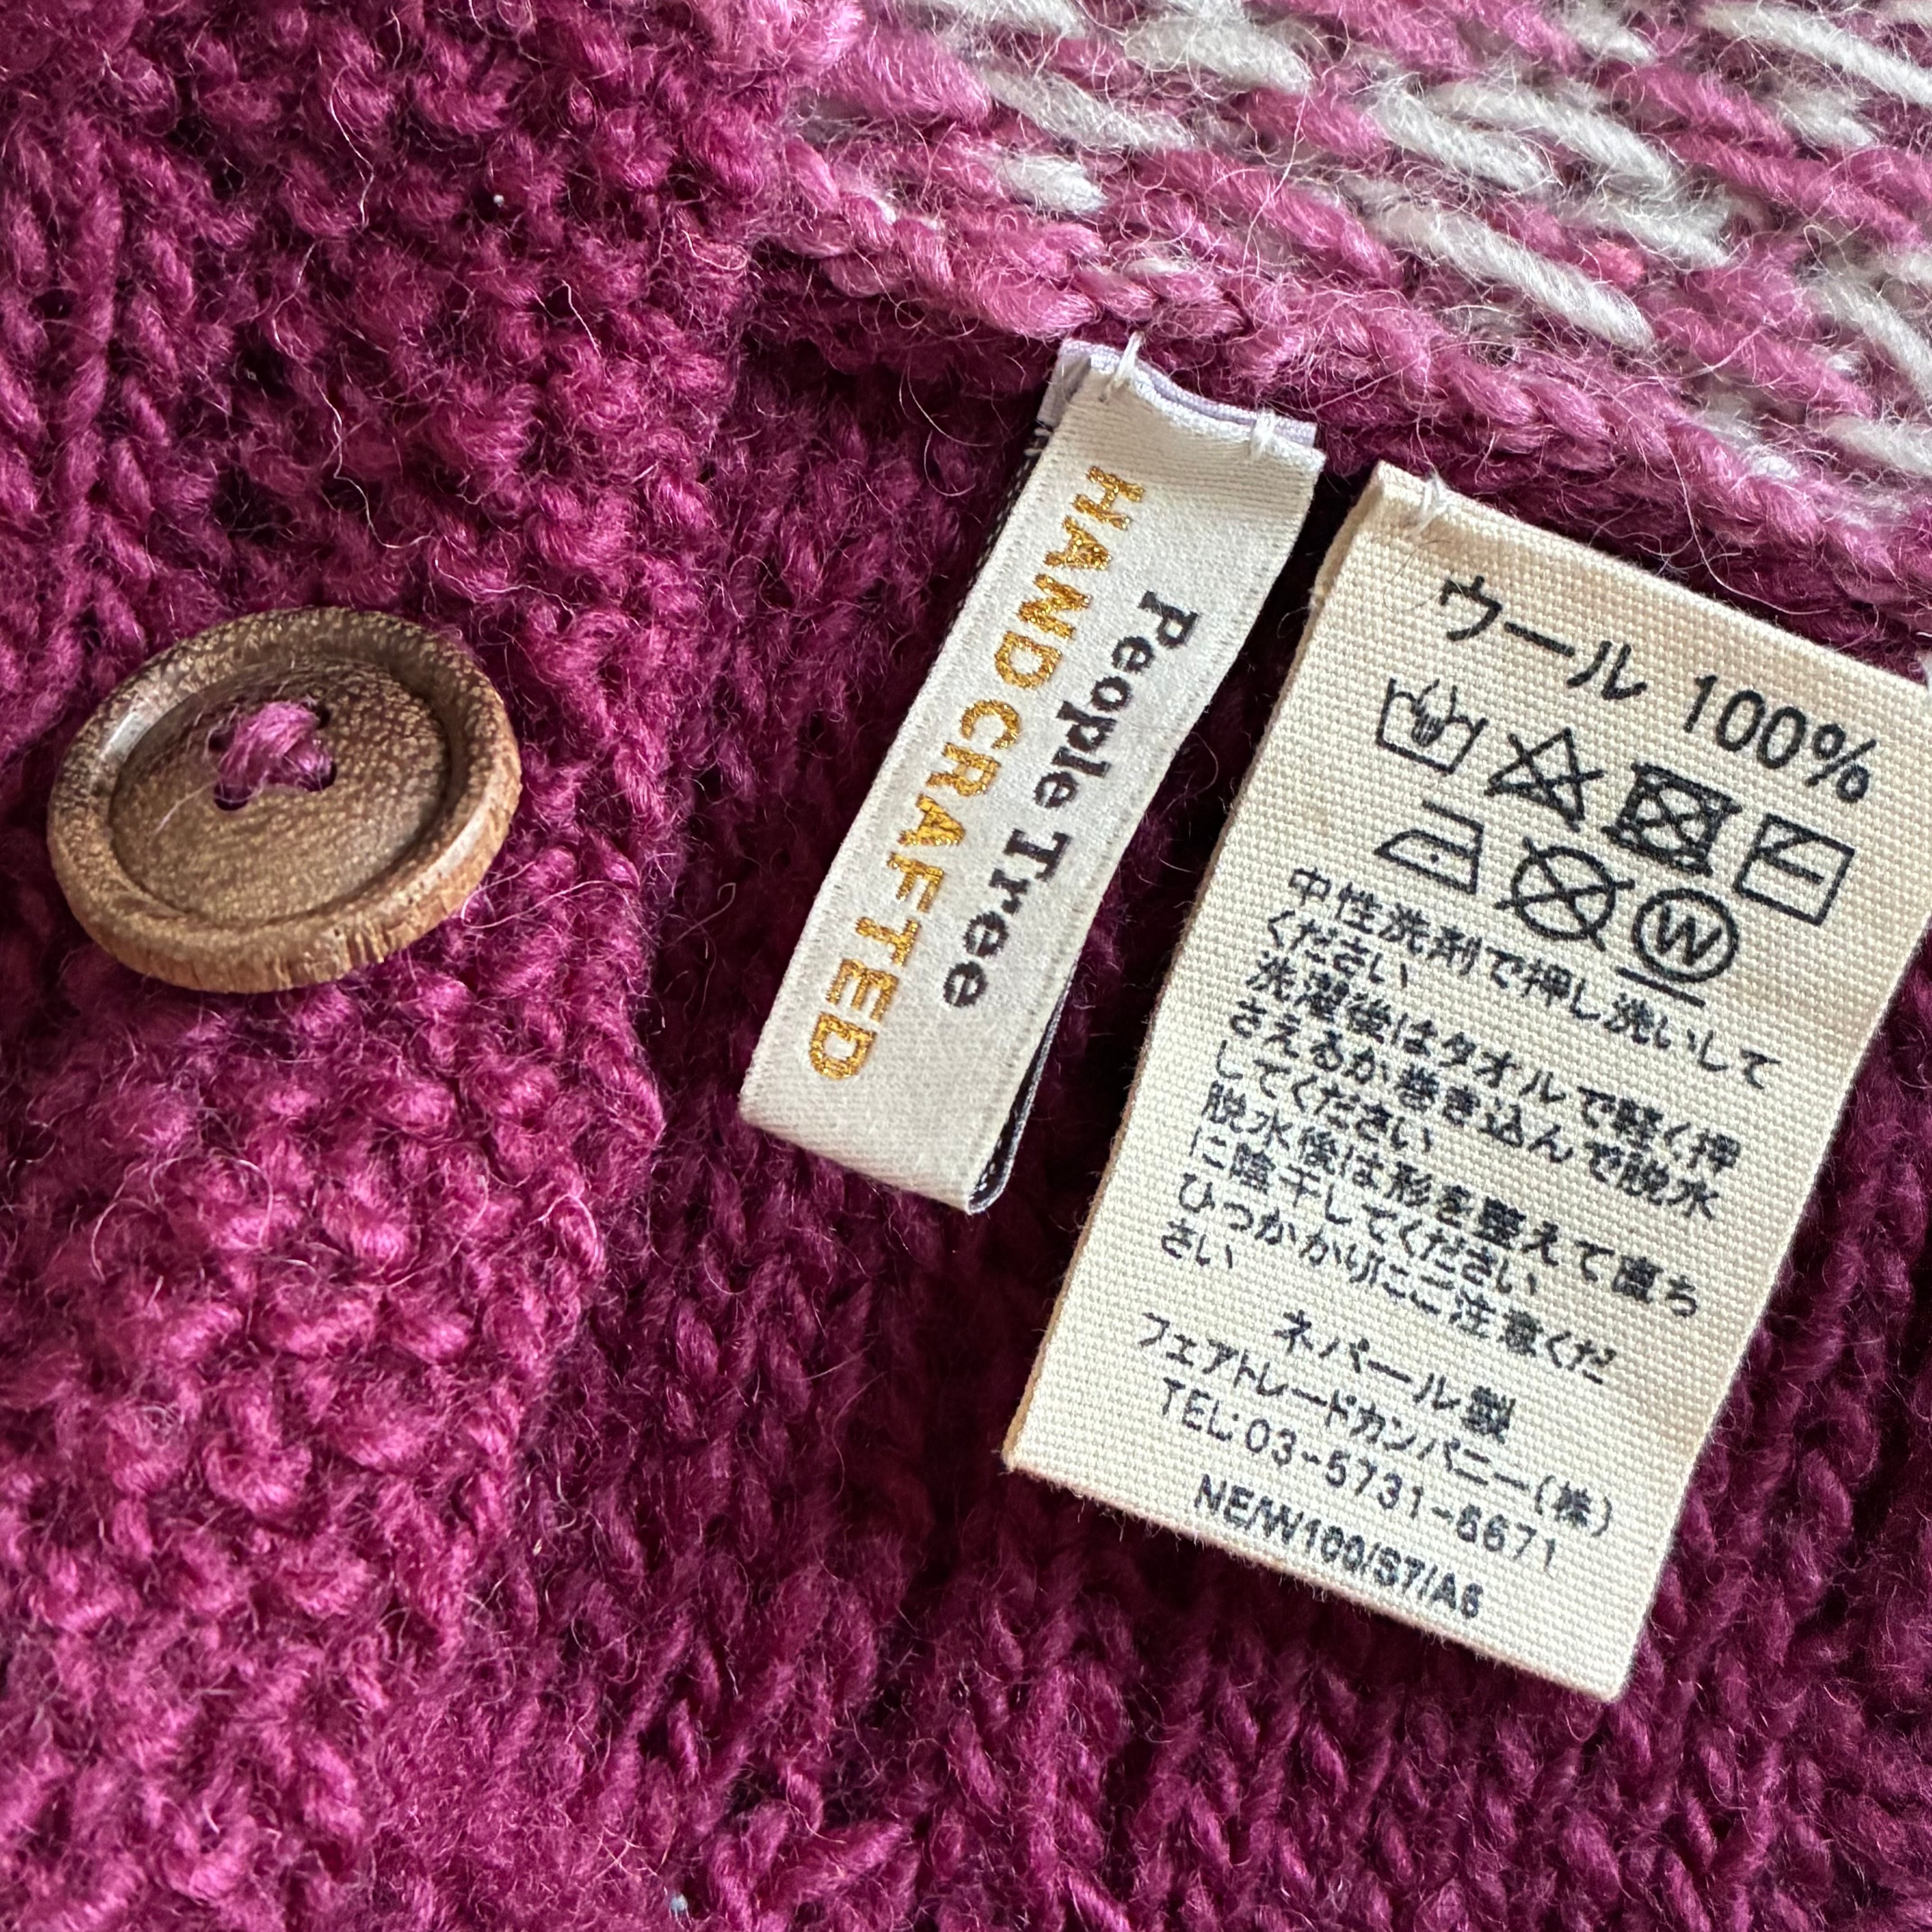 People Tree
HAND CRAFTED
ウール 100%
W
中性洗剤で押し洗いして
ください
洗濯後はタオルで軽く押
さえるか巻き込んで脱水
してください
脱水後は形を整えて直ち
に陰干してください
ひっかかりにご注意くだ
さい
ネパール製
フェアトレードカンパニー(株)
TEL:03-5731-6671
NE/W100/S7/A6